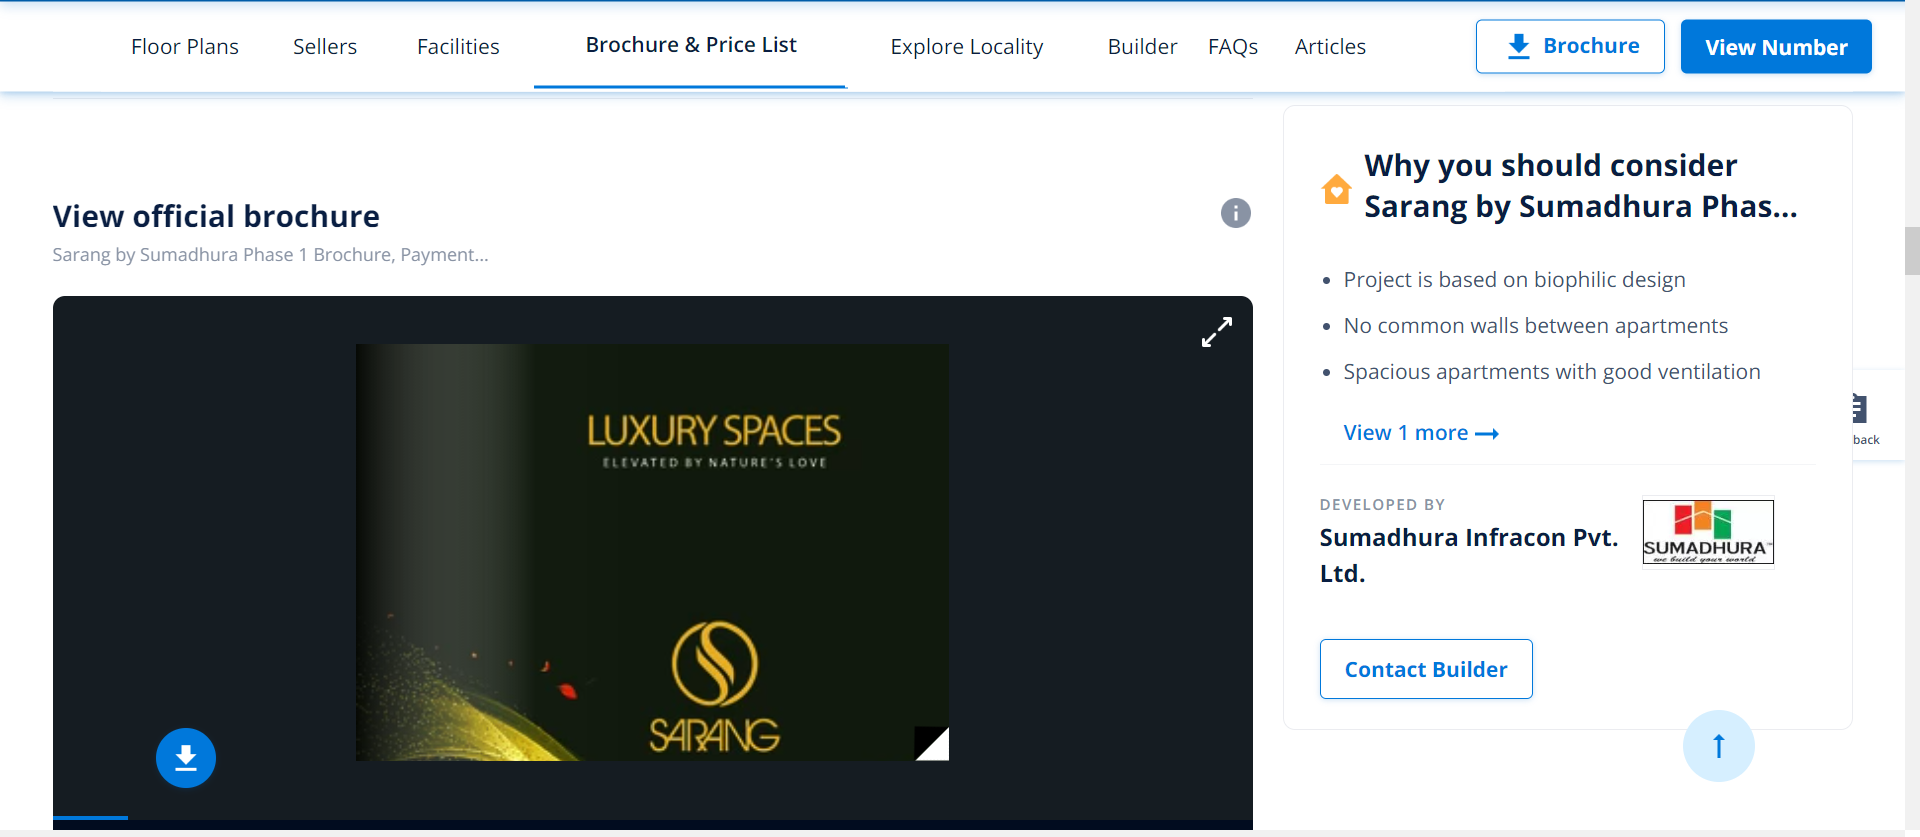 Floor Plans
Sellers
Facilities
Brochure & Price List
Explore Locality
Builder
FAQs
Articles
Brochure
View Number
View official brochure
Sarang by Sumadhura Phase 1 Brochure, Payment...
LUXURY SPACES
ELEVATED BY NATURE'S LOVE
SARANG
Why you should consider
Sarang by Sumadhura Phas...
Project is based on biophilic design
No common walls between apartments
Spacious apartments with good ventilation
View 1 more
back
DEVELOPED BY
Sumadhura Infracon Pvt.
Ltd.
SUMADHURA
we build your world
Contact Builder